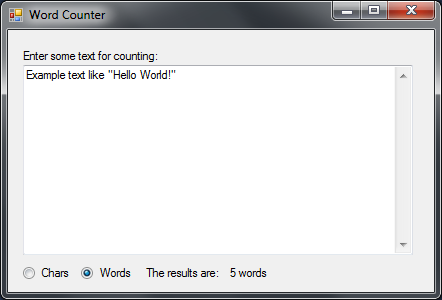 Word Counter
Enter some text for counting:
Example text like "Hello World!"
Chars Words The results are: 5 words